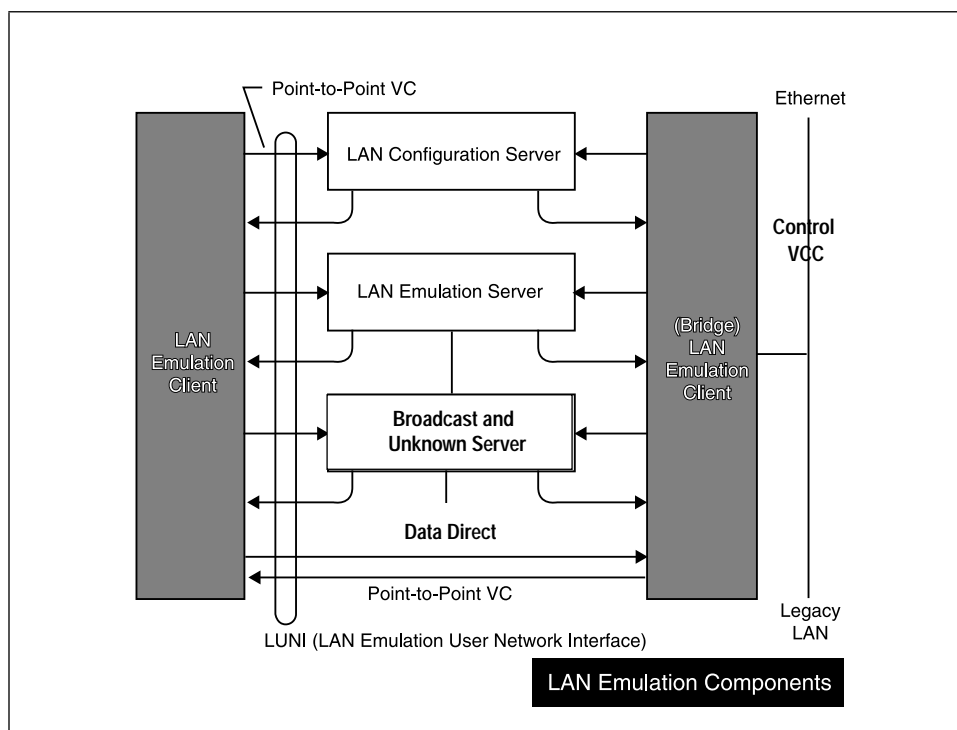 Point-to-Point VC
Ethernet
LAN Configuration Server
Control
VCC
LAN Emulation Server
LAN
Emulation
Client
(Bridge)
LAN
Emulation
Client
Broadcast and
Unknown Server
Data Direct
Point-to-Point VC
Legacy
LAN
LUNI (LAN Emulation User Network Interface)
LAN Emulation Components